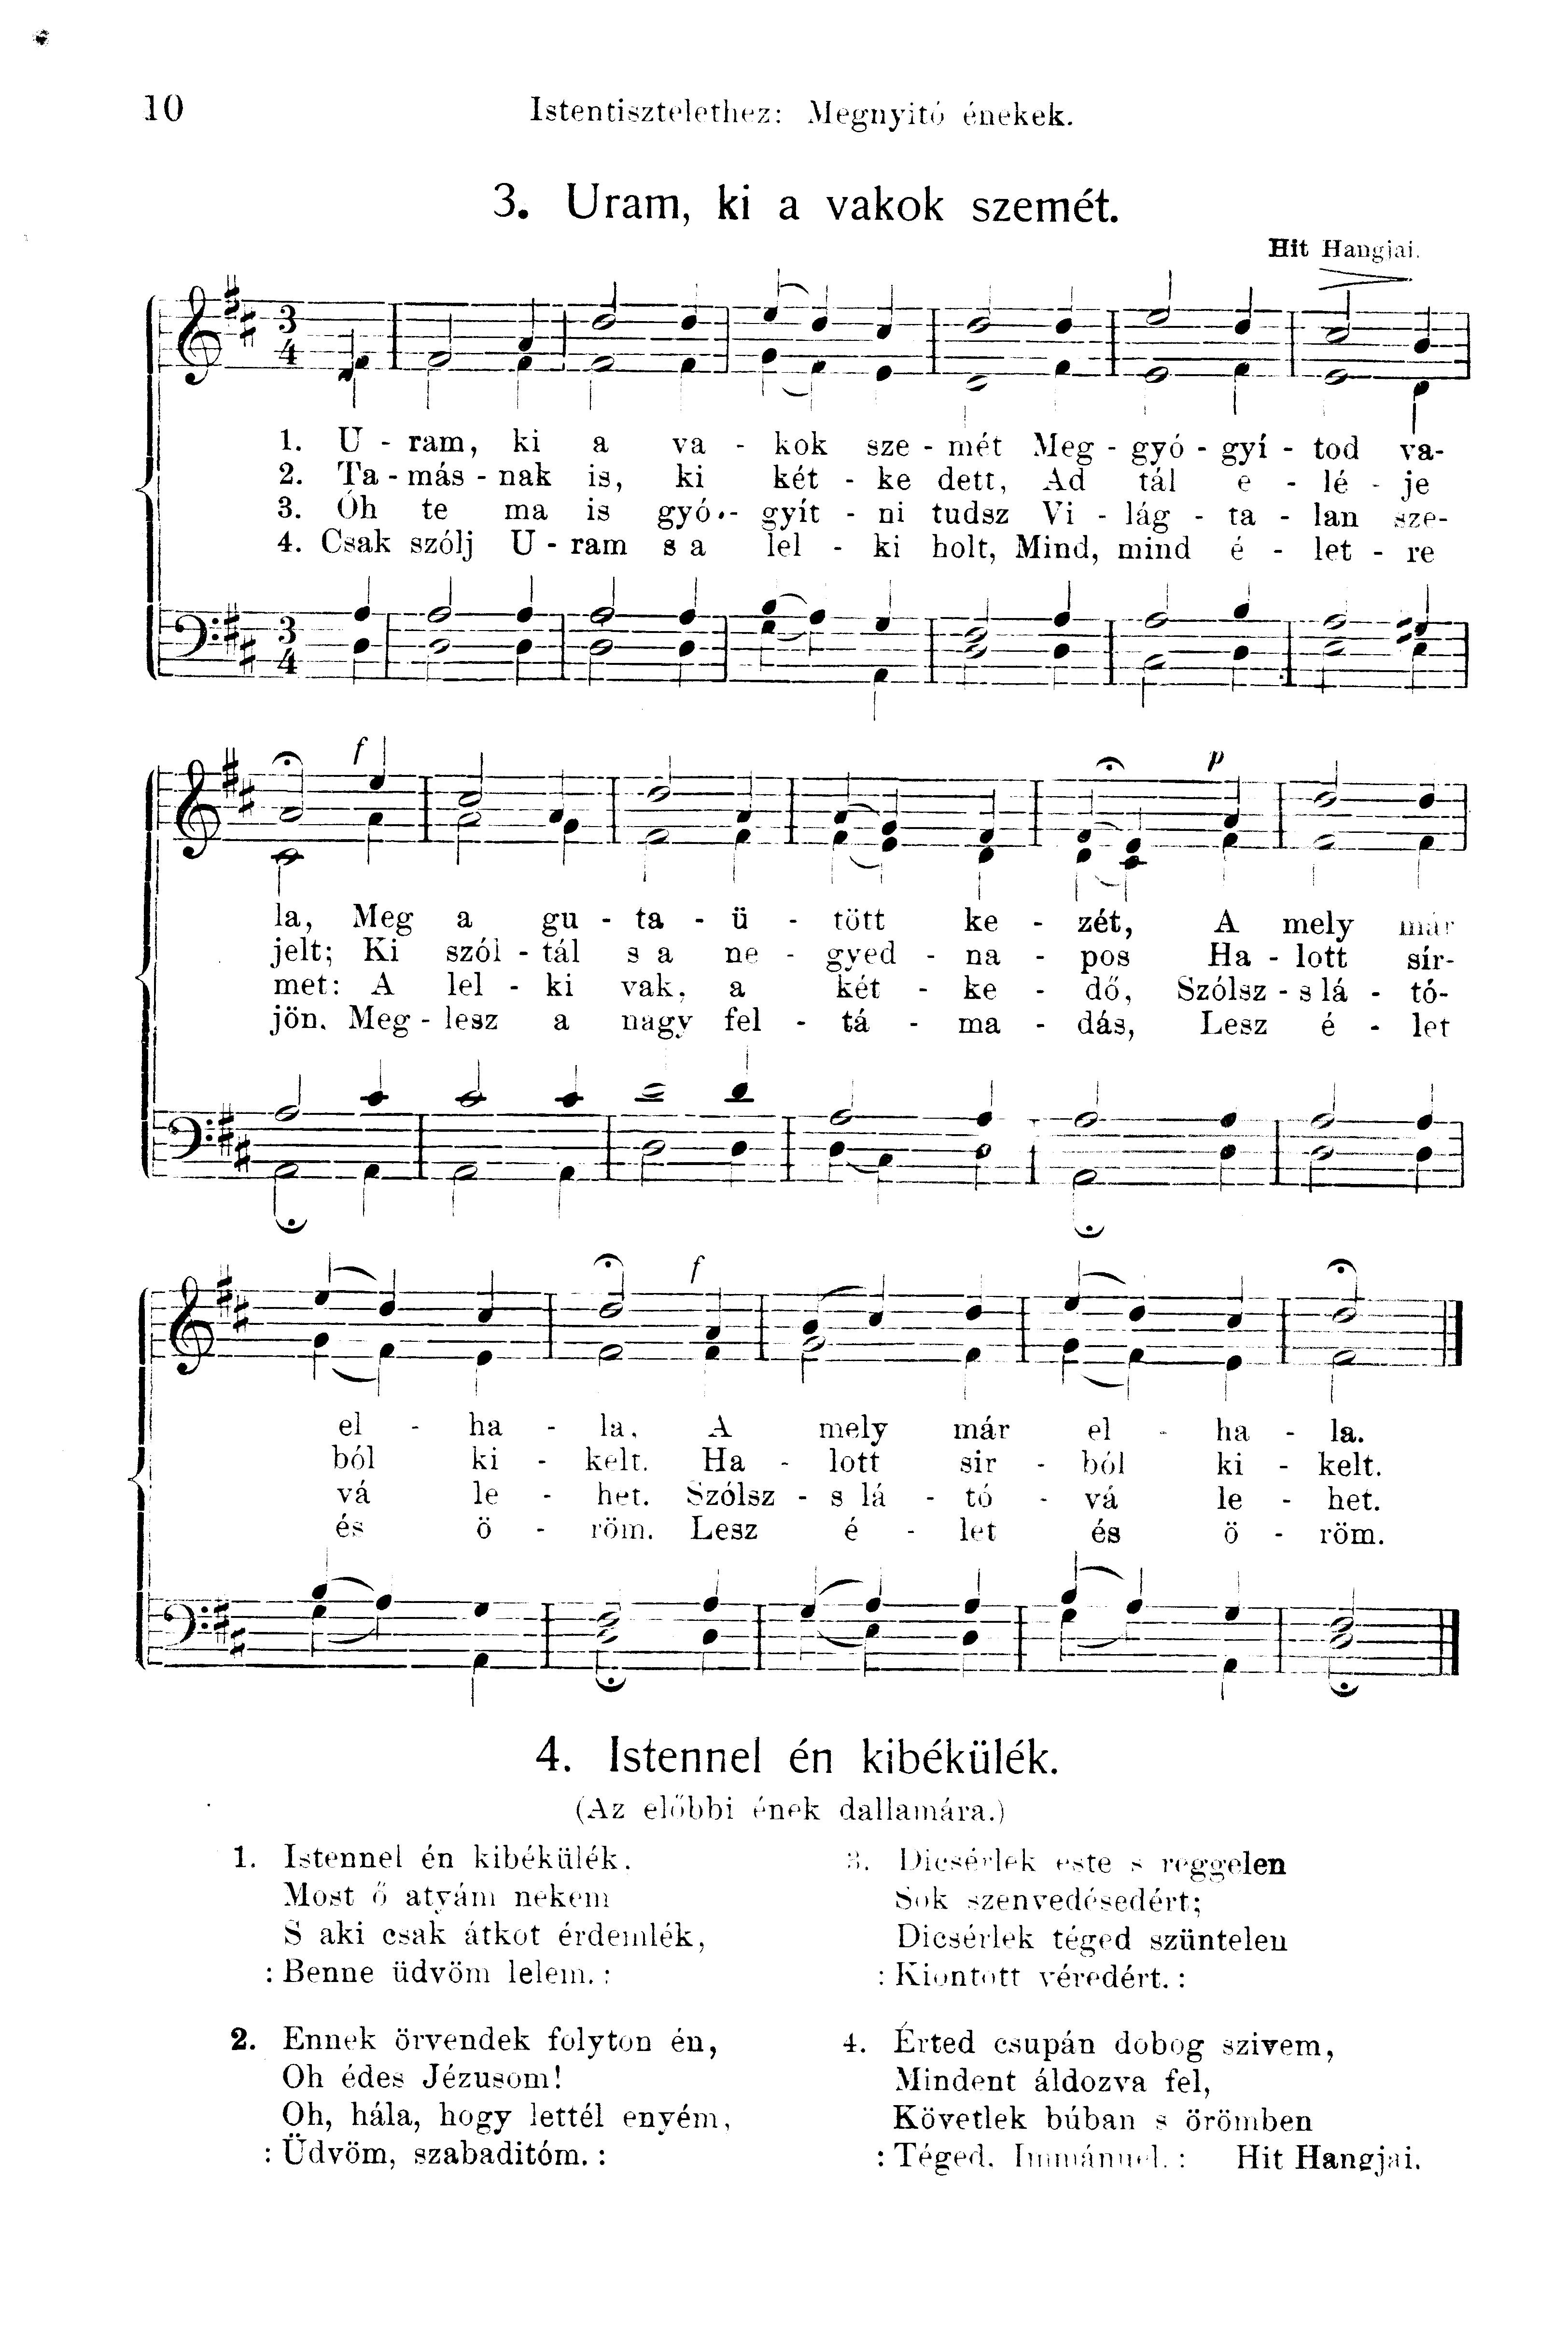 10
Istentisztelethez: Megnyitó énekek.
3. Uram, ki a vakok szemét.
Hit Hangjai.
3
4
1. U - ram, ki a va - kok sze - mét Meg - gyó - gyí - tod va-
2. Ta - más - nak is, ki két - ke dett, Ad tál e - lé - je
3. Óh te ma is gyó - gyít - ni tudsz Vi - lág - ta - lan sze-
4. Csak szólj U - ram s a lel - ki holt, Mind, mind é - let - re
3
4
f
p
la, Meg a gu - ta - ü - tött ke - zét, A mely már
jelt; Ki szól - tál s a ne - gyed - na - pos Ha - lott sír-
met: A lel - ki vak, a két - ke - dő, Szólsz - s lá - tó-
jön. Meg - lesz a nagy fel - tá - ma - dás, Lesz é - let
f
el - ha - la, A mely már el - ha - la.
ból ki - kelt. Ha - lott sir - ból ki - kelt.
vá le - het. Szólsz - s lá - tó - vá le - het.
és ö - röm. Lesz é - let és ö - röm.
4. Istennel én kibékülék.
(Az előbbi ének dallamára.)
1. Istennel én kibékülék.
Most ő atyám nekem
S aki csak átkot érdemlék,
: Benne üdvöm lelem. :
2. Ennek örvendek folyton én,
Oh édes Jézusom!
Oh, hála, hogy lettél enyém,
: Üdvöm, szabaditóm. :
3. Dicsérlek este s reggelen
Sok szenvedésedért;
Dicsérlek téged szüntelen
: Kiontott véredért. :
4. Érted csupán dobog szivem,
Mindent áldozva fel,
Követlek búban s örömben
: Téged, Immánuel. : Hit Hangjai.